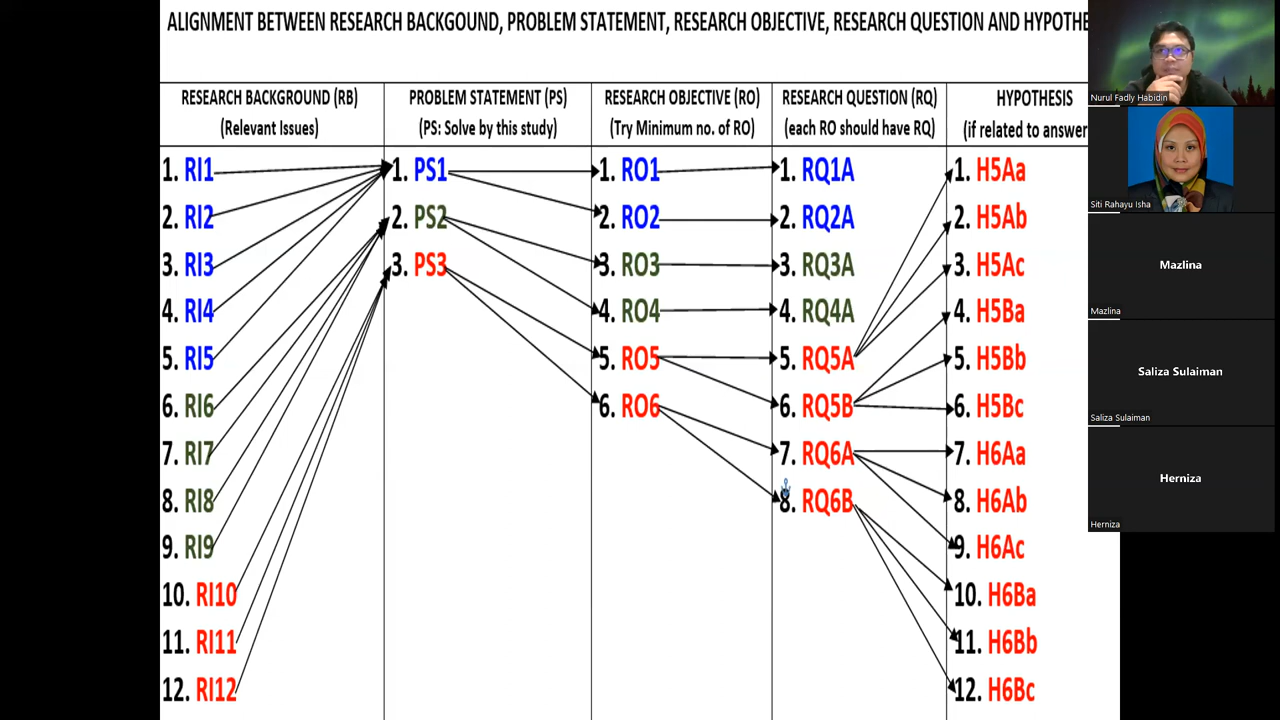 ALIGNMENT BETWEEN RESEARCH BACKGOUND, PROBLEM STATEMENT, RESEARCH OBJECTIVE, RESEARCH QUESTION AND HYPOTHE
RESEARCH BACKGROUND (RB)
(Relevant Issues)
1. RI1
2. RI2
3. RI3
4. RI4
5. RI5
6. RI6
7. RI7
8. RI8
9. RI9
10. RI10
11. RI11
12. RI12
PROBLEM STATEMENT (PS)
(PS: Solve by this study)
1. PS1
2. PS2
3. PS3
RESEARCH OBJECTIVE (RO)
(Try Minimum no. of RO)
1. RO1
2. RO2
3. RO3
4. RO4
5. RO5
6. RO6
RESEARCH QUESTION (RQ)
(each RO should have RQ)
1. RQ1A
2. RQ2A
3. RQ3A
4. RQ4A
5. RQ5A
6. RQ5B
7. RQ6A
8. RQ6B
HYPOTHESIS
(if related to answer
1. H5Aa
2. H5Ab
3. H5Ac
4. H5Ba
5. H5Bb
6. H5Bc
7. H6Aa
8. H6Ab
9. H6Ac
10. H6Ba
11. H6Bb
12. H6Bc
Nurul Fadly Habidin
Siti Rahayu Isha
Mazlina
Mazlina
Saliza Sulaiman
Saliza Sulaiman
Herniza
Herniza